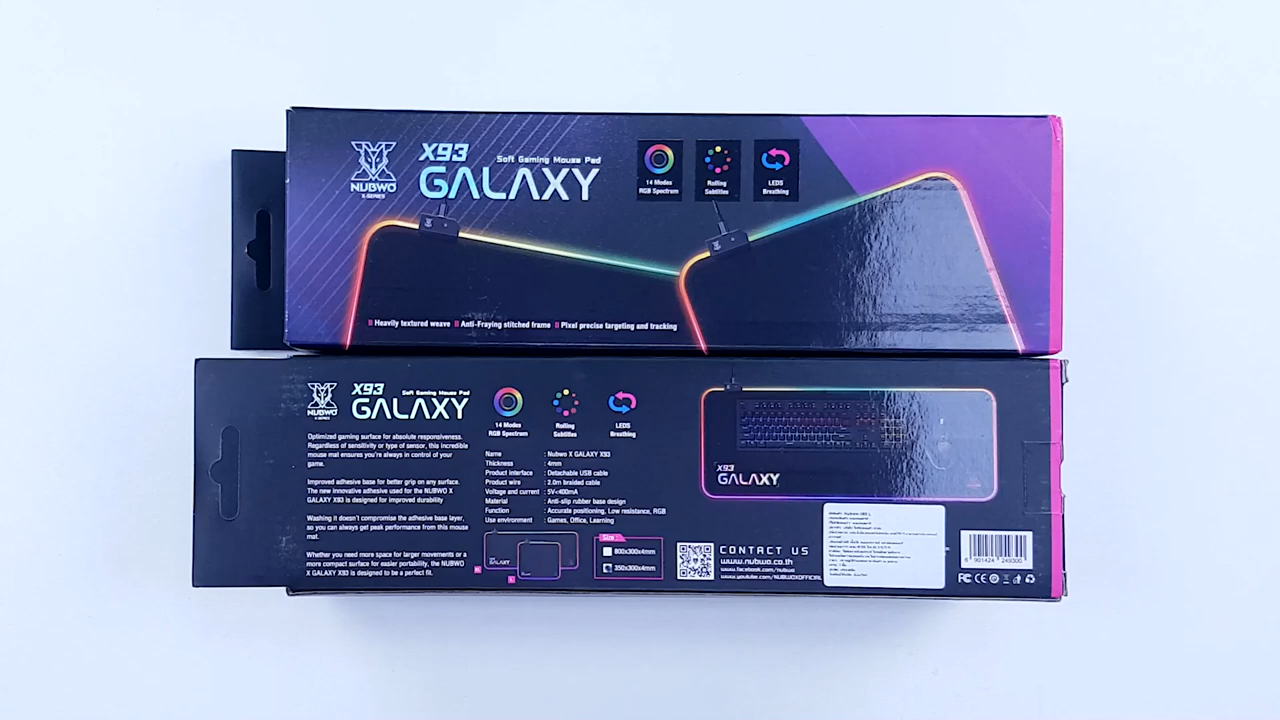 X93
Soft Gaming Mouse Pad
GALAXY
NUBWO
X-SERIES
14 Modes
RGB Spectrum
Rolling
Subtitles
LEDS
Breathing
Heavily textured weave
Anti-Fraying stitched frame
Pixel precise targeting and tracking
NUBWO
X-SERIES
X93
Soft Gaming Mouse Pad
GALAXY
Optimized gaming surface for absolute responsiveness.
Regardless of sensitivity or type of sensor, this incredible
mouse mat ensures you're always in control of your
game.
Improved adhesive base for better grip on any surface.
The new innovative adhesive used for the NUBWO X
GALAXY X93 is designed for improved durability
Washing it doesn't compromise the adhesive base layer,
so you can always get peak performance from this mouse
mat.
Whether you need more space for larger movements or a
more compact surface for easier portability, the NUBWO
X GALAXY X93 is designed to be a perfect fit.
14 Modes
RGB Spectrum
Rolling
Subtitles
LEDS
Breathing
Name : Nubwo X GALAXY X93
Thickness : 4mm
Product interface : Detachable USB cable
Product wire : 2.0m braided cable
Voltage and current : 5V<400mA
Material : Anti-slip rubber base design
Function : Accurate positioning, Low resistance, RGB
Use environment : Games, Office, Learning
GALAXY
Size :
800x300x4mm
350x300x4mm
CONTACT US
www.nubwo.co.th
www.facebook.com/nubwo
www.youtube.com/NUBWOXOFFICIAL
X93
GALAXY
6 901424 249300
FC CE